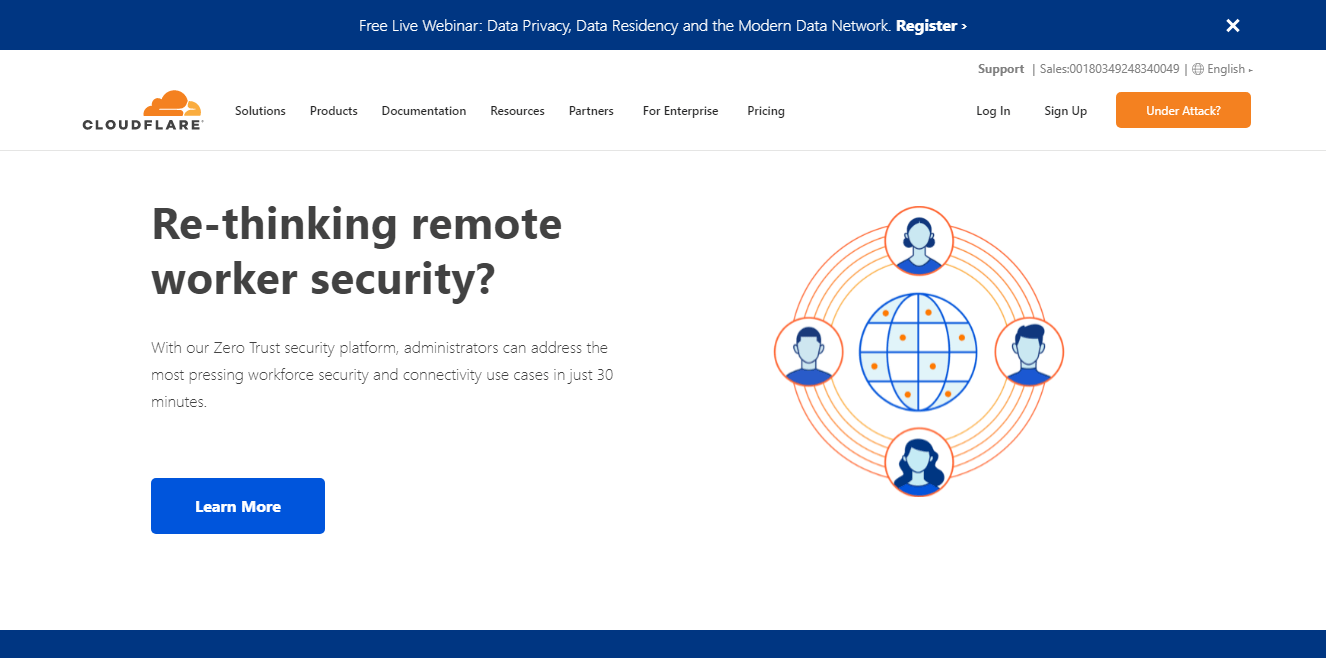 Free Live Webinar: Data Privacy, Data Residency and the Modern Data Network. Register ›
Support | Sales:00180349248340049 | English
CLOUDFLARE
Solutions Products Documentation Resources Partners For Enterprise Pricing Log In Sign Up Under Attack?
Re-thinking remote
worker security?
With our Zero Trust security platform, administrators can address the
most pressing workforce security and connectivity use cases in just 30
minutes.
Learn More